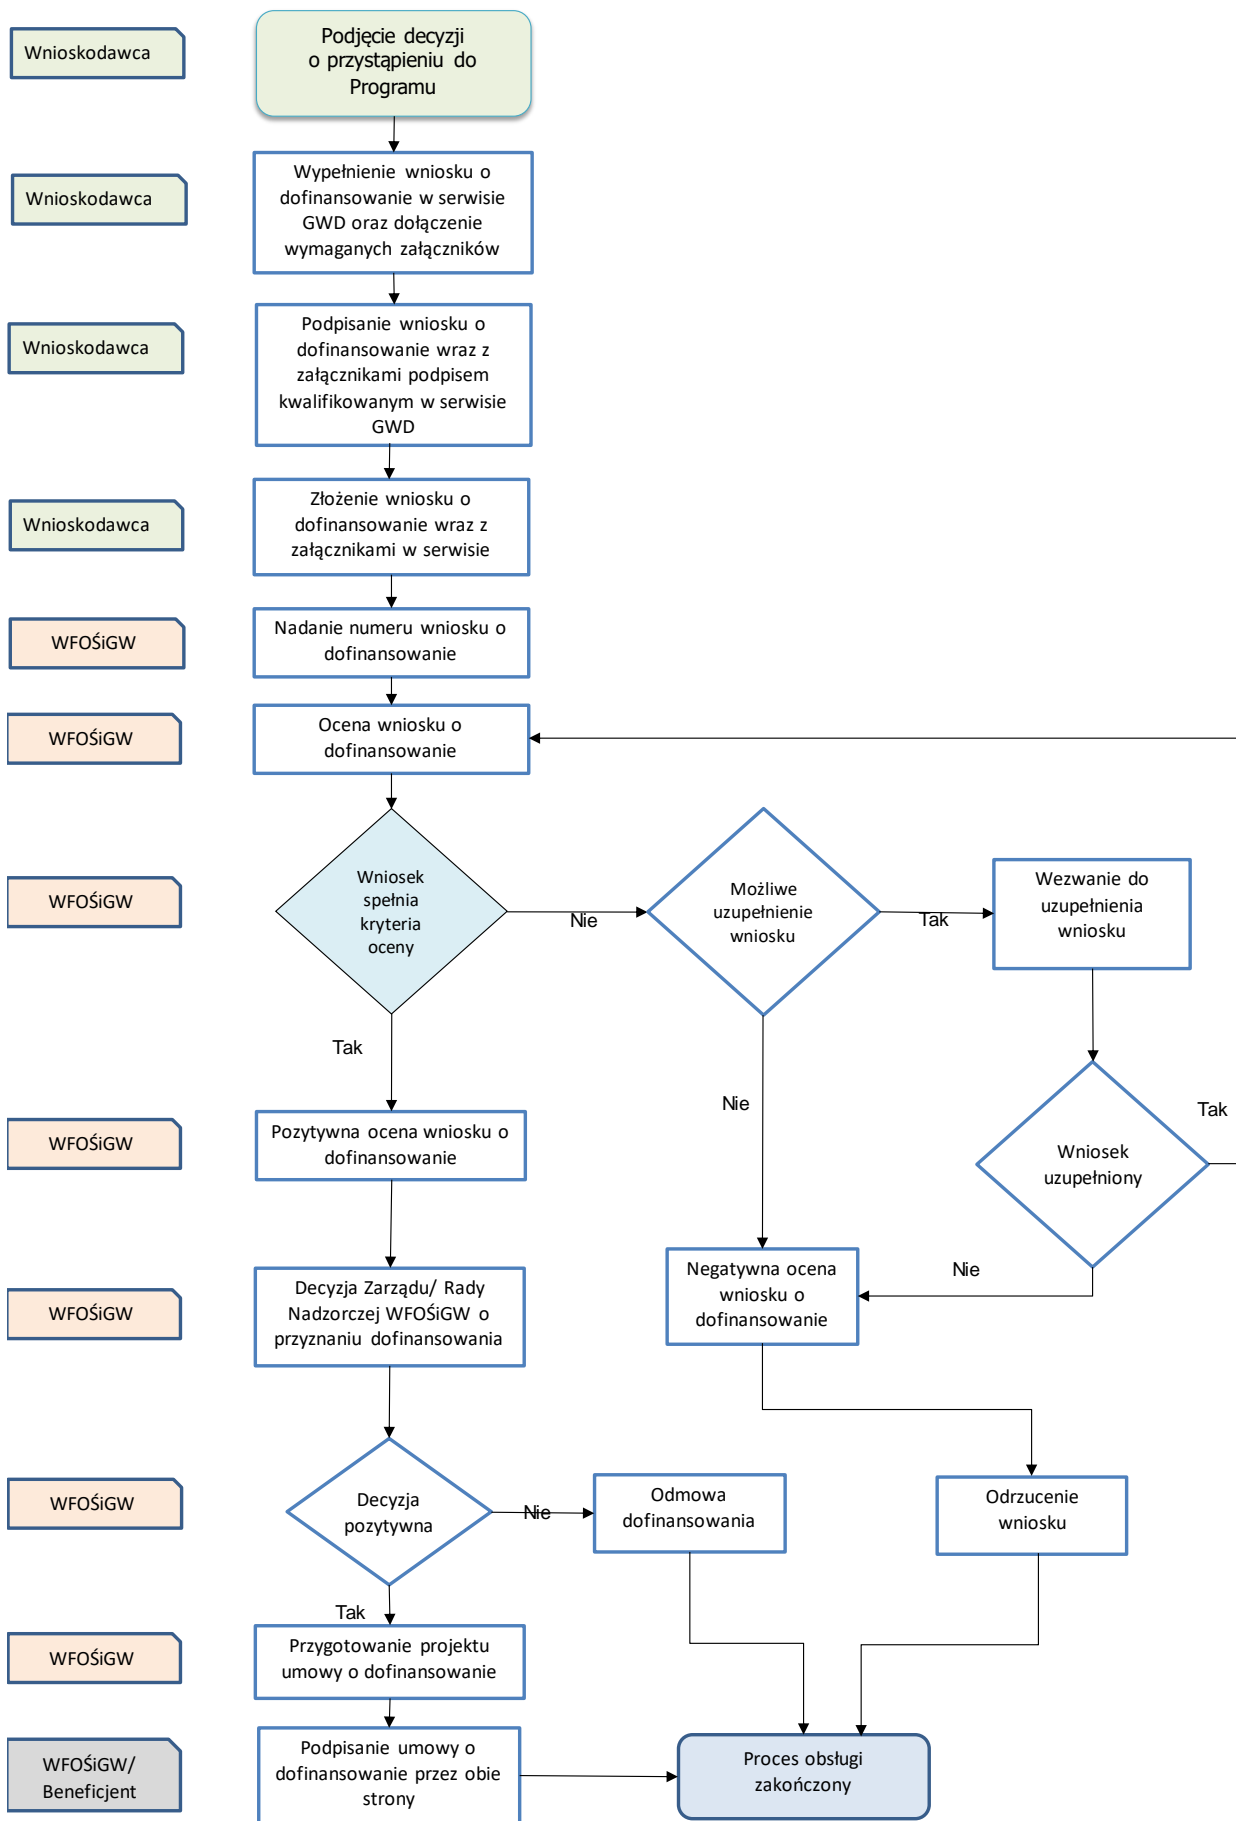 Wnioskodawca
Podjęcie decyzji
o przystąpieniu do
Programu
Wnioskodawca
Wypełnienie wniosku o
dofinansowanie w serwisie
GWD oraz dołączenie
wymaganych załączników
Wnioskodawca
Podpisanie wniosku o
dofinansowanie wraz z
załącznikami podpisem
kwalifikowanym w serwisie
GWD
Wnioskodawca
Złożenie wniosku o
dofinansowanie wraz z
załącznikami w serwisie
WFOŚiGW
Nadanie numeru wniosku o
dofinansowanie
WFOŚiGW
Ocena wniosku o
dofinansowanie
WFOŚiGW
Wniosek
spełnia
kryteria
oceny
Nie
Możliwe
uzupełnienie
wniosku
Tak
Wezwanie do
uzupełnienia
wniosku
Tak
Nie
Tak
WFOŚiGW
Pozytywna ocena wniosku o
dofinansowanie
Wniosek
uzupełniony
WFOŚiGW
Decyzja Zarządu/ Rady
Nadzorczej WFOŚiGW o
przyznaniu dofinansowania
Negatywna ocena
wniosku o
dofinansowanie
Nie
WFOŚiGW
Decyzja
pozytywna
Nie
Odmowa
dofinansowania
Odrzucenie
wniosku
Tak
WFOŚiGW
Przygotowanie projektu
umowy o dofinansowanie
WFOŚiGW/
Beneficjent
Podpisanie umowy o
dofinansowanie przez obie
strony
Proces obsługi
zakończony